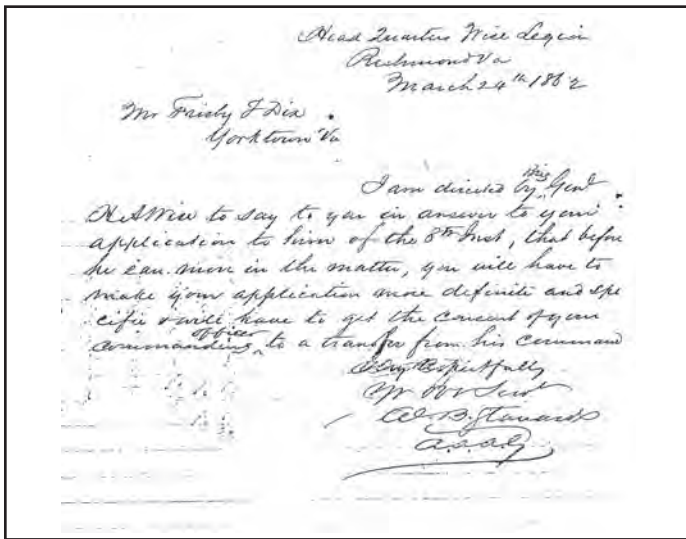 Head Quarters Wise Legion
Richmond Va
March 24th 1862
Mr Frisby J Dix
Yorktown Va
I am directed by Brig Genl
H A Wise to say to you in answer to your
application to him of the 8th Inst, that before
he can move in the matter, you will have to
make your application more definite and spe
cific & will have to get the consent of your
commanding officer to a transfer from his command
Very Respectfully
Yr Obt Servt
B. Stanard
A.A.A.G